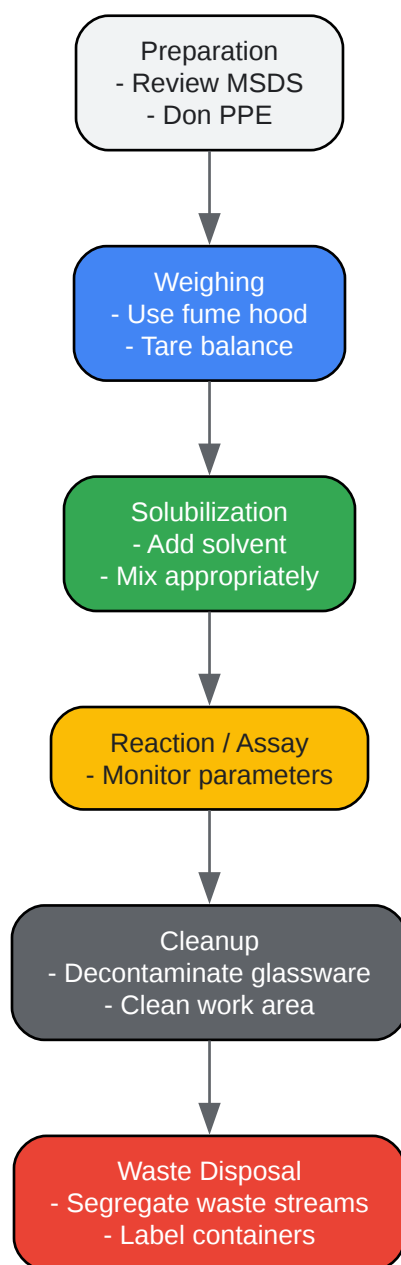 Preparation
- Review MSDS
- Don PPE
Weighing
- Use fume hood
- Tare balance
Solubilization
- Add solvent
- Mix appropriately
Reaction / Assay
- Monitor parameters
Cleanup
- Decontaminate glassware
- Clean work area
Waste Disposal
- Segregate waste streams
- Label containers